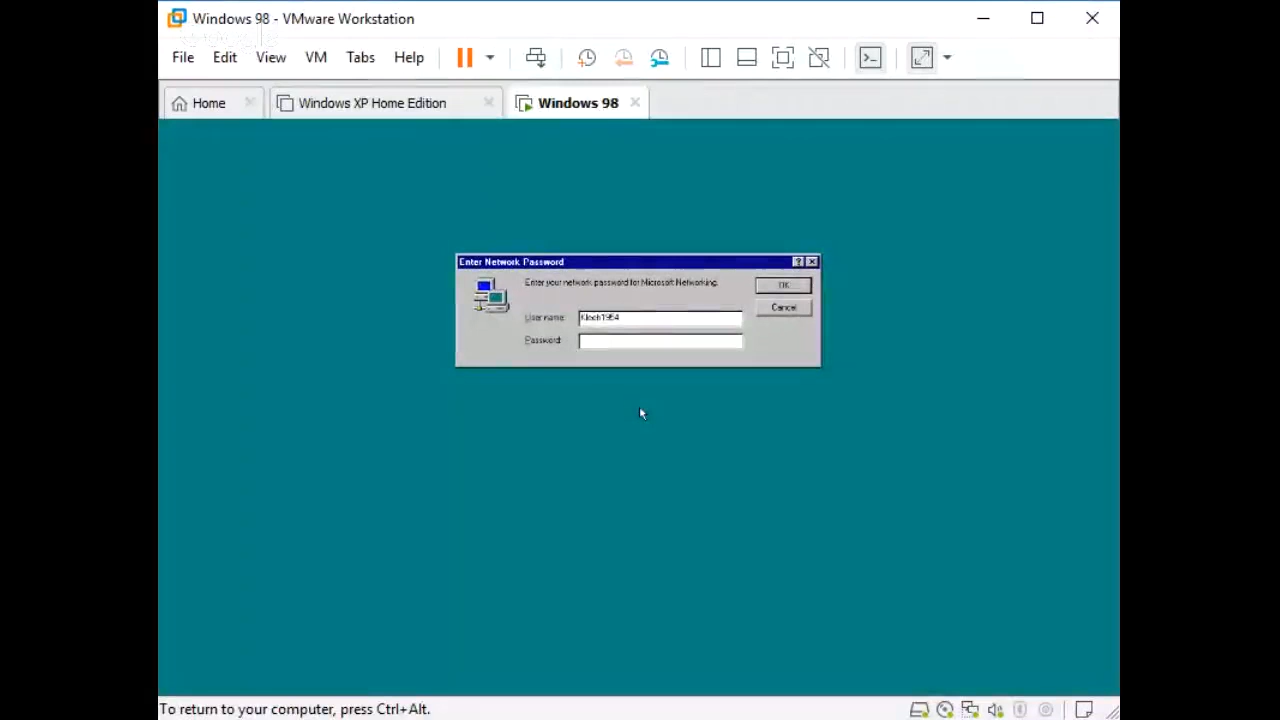 Windows 98 - VMware Workstation
File Edit View VM Tabs Help
Home Windows XP Home Edition Windows 98
Enter Network Password
Enter your network password for Microsoft Networking.
OK
User name:
Cancel
Password:
To return to your computer, press Ctrl+Alt.